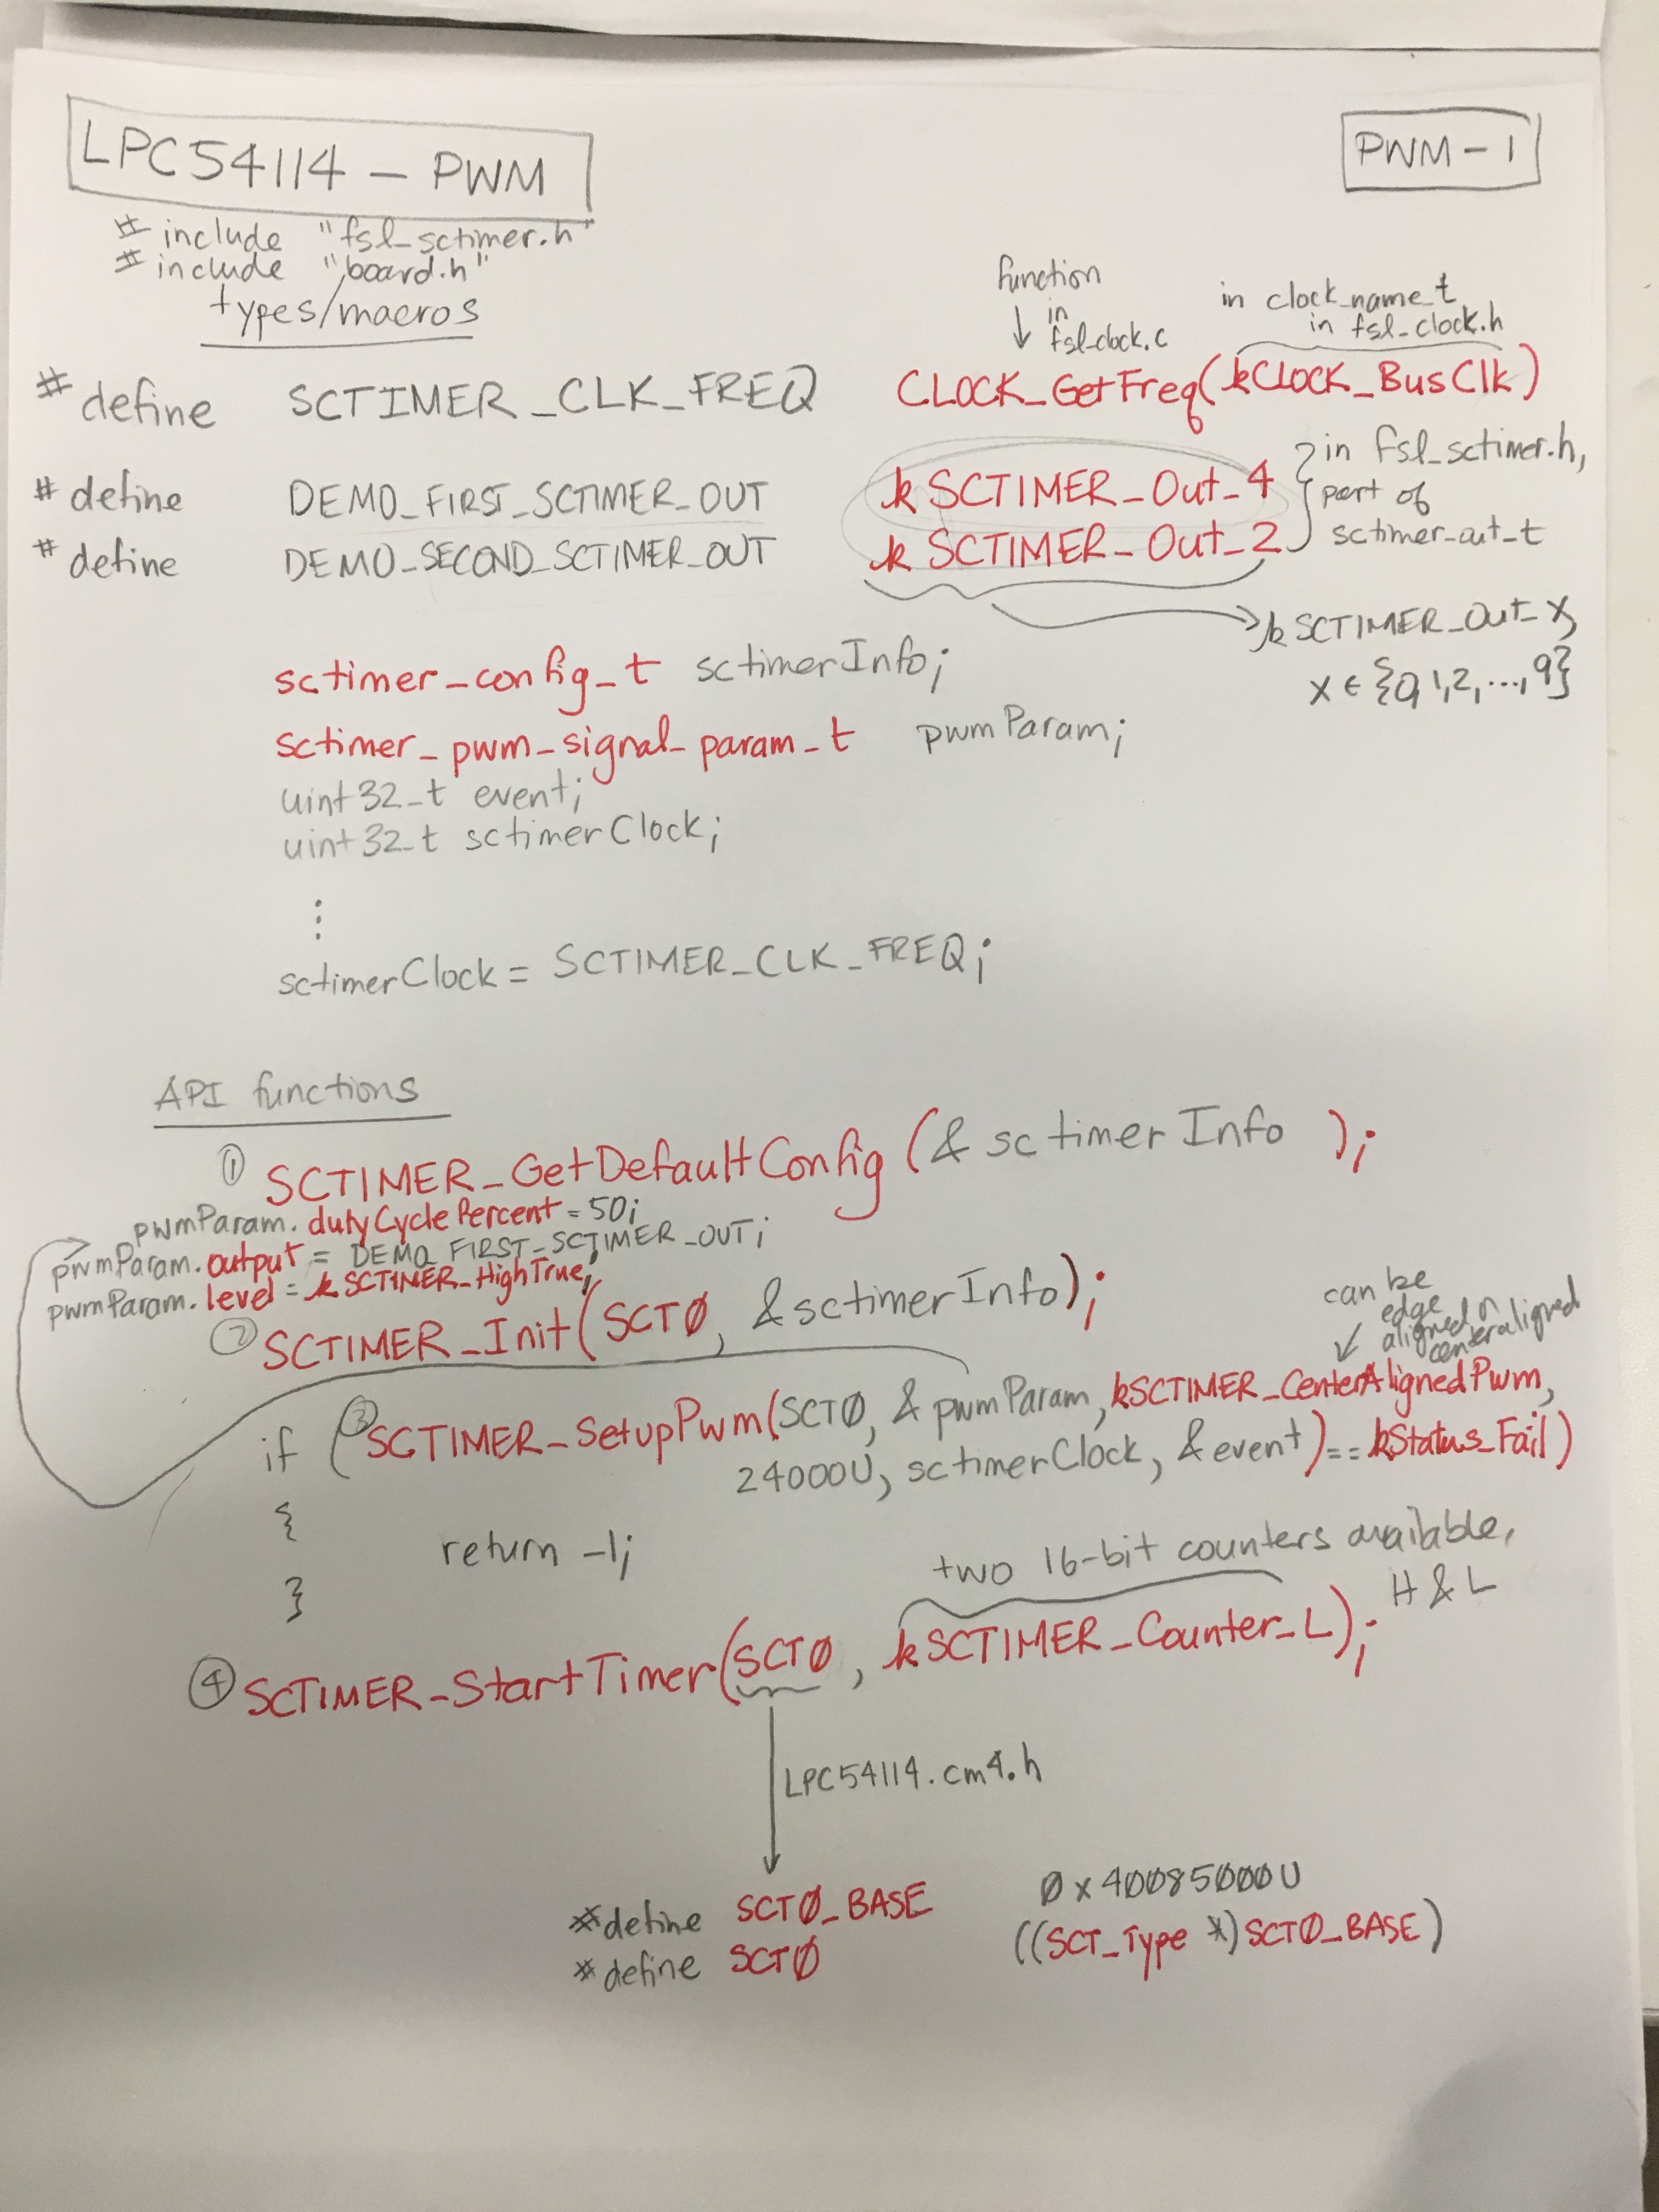 LPC54114 – PWM
PWM – 1
# include "fsl_sctimer.h"
# include "board.h"
types/macros
function
↓ in
fsl_clock.c
in clock_name_t
in fsl_clock.h
# define SCTIMER_CLK_FREQ CLOCK_GetFreq(kCLOCK_BusClk)
# define DEMO_FIRST_SCTIMER_OUT kSCTIMER_Out_4
# define DEMO_SECOND_SCTIMER_OUT kSCTIMER_Out_2
} in fsl_sctimer.h,
part of
sctimer_out_t
kSCTIMER_Out_X,
X ∈ {0,1,2,...,9}
sctimer_config_t sctimerInfo;
sctimer_pwm_signal_param_t pwmParam;
uint32_t event;
uint32_t sctimerClock;
⋮
sctimerClock = SCTIMER_CLK_FREQ;
API functions
① SCTIMER_GetDefaultConfig(&sctimerInfo);
pwmParam.dutyCyclePercent = 50;
pwmParam.output = DEMO_FIRST_SCTIMER_OUT;
pwmParam.level = kSCTIMER_HighTrue;
② SCTIMER_Init(SCT0, &sctimerInfo);
can be
edge
aligned or
center aligned
if (③ SCTIMER_SetupPwm(SCT0, &pwmParam, kSCTIMER_CenterAlignedPwm,
24000U, sctimerClock, &event) == kStatus_Fail)
{
return -1;
}
two 16-bit counters available,
H & L
④ SCTIMER_StartTimer(SCT0, kSCTIMER_Counter_L);
LPC54114.cm4.h
#define SCT0_BASE 0x40085000U
#define SCT0 ((SCT_Type *)SCT0_BASE)